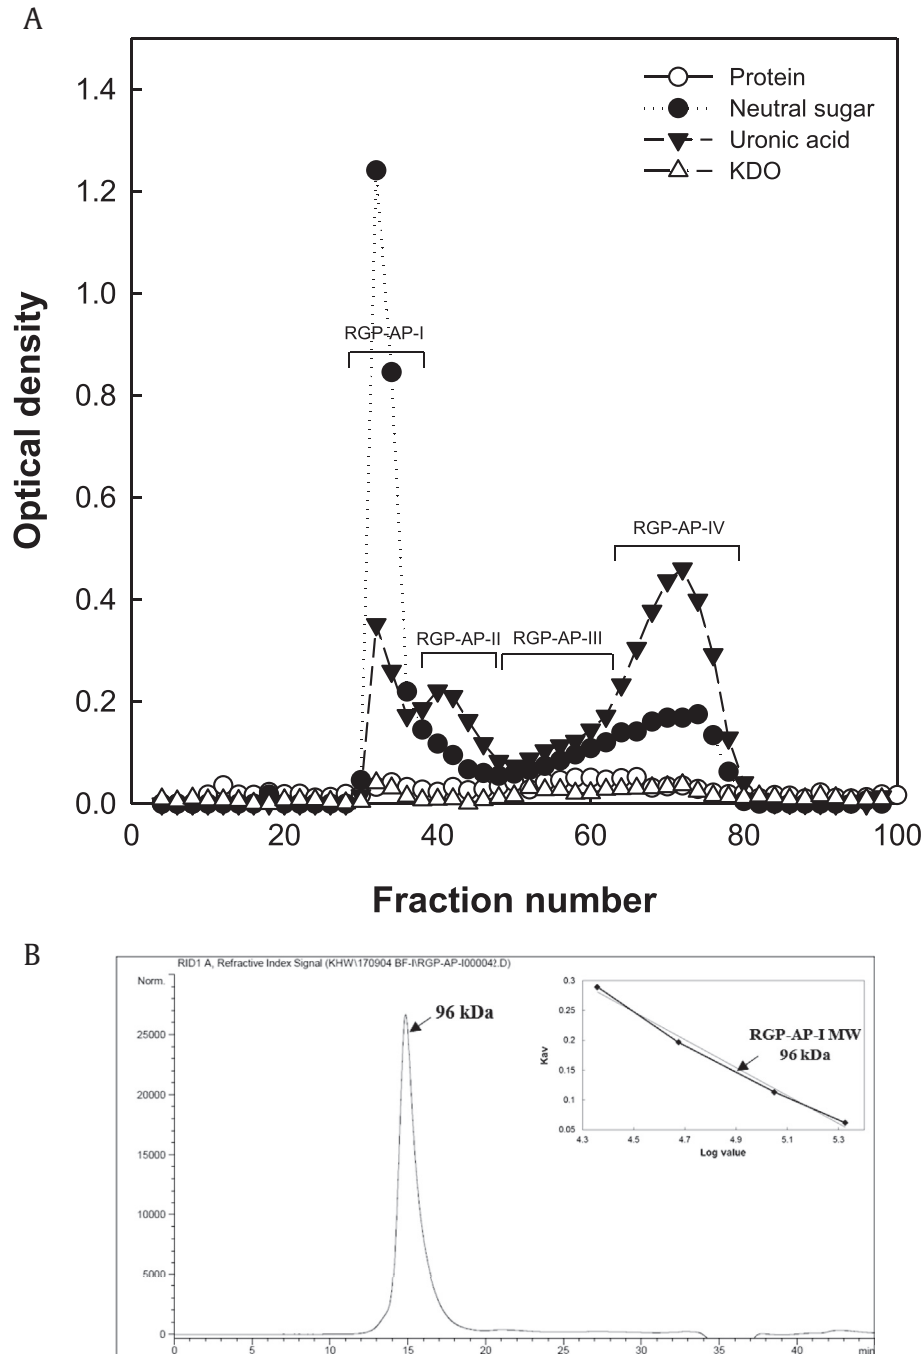 A
Protein
Neutral sugar
Uronic acid
KDO
1.4
1.2
1.0
0.8
0.6
0.4
0.2
0.0
Optical density
RGP-AP-I
RGP-AP-II
RGP-AP-III
RGP-AP-IV
0 20 40 60 80 100
Fraction number
B
RID1 A, Refractive Index Signal (KHW\170904 BF-I\RGP-AP-I000042.D)
Norm.
25000
20000
15000
10000
5000
0
96 kDa
0.3
0.25
0.2
0.15
0.1
0.05
Kav
RGP-AP-I MW
96 kDa
4.3 4.5 4.7 4.9 5.1 5.3
Log value
0 5 10 15 20 25 30 35 40 min